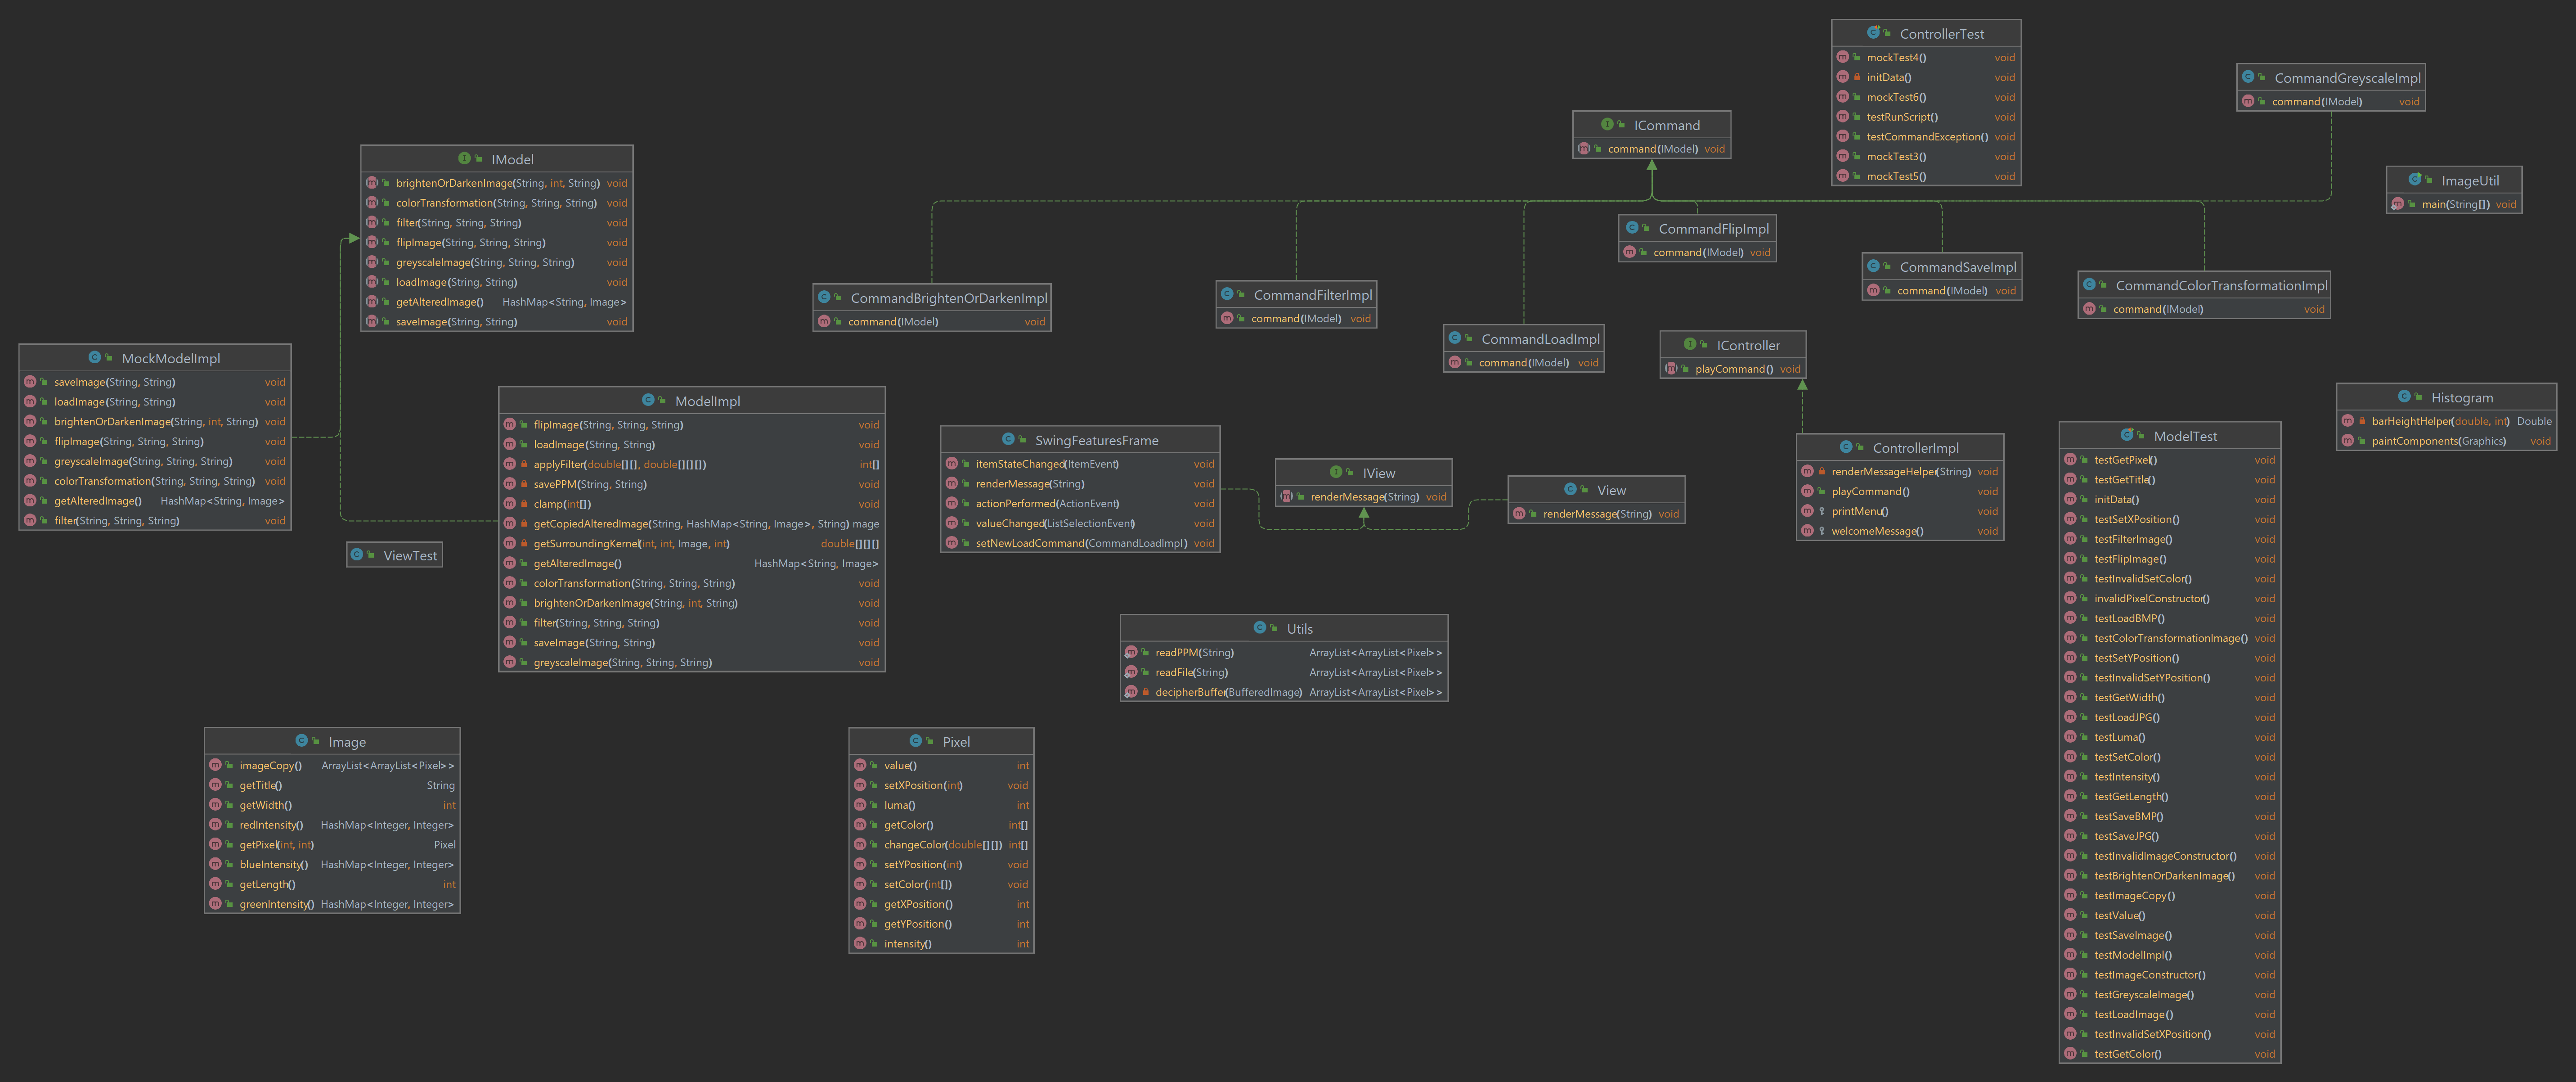 ControllerTest
mockTest4() void
initData() void
mockTest6() void
testRunScript() void
testCommandException() void
mockTest3() void
mockTest5() void
CommandGreyscaleImpl
command(IModel) void
ICommand
command(IModel) void
IModel
brightenOrDarkenImage(String, int, String) void
colorTransformation(String, String, String) void
filter(String, String, String) void
flipImage(String, String, String) void
greyscaleImage(String, String, String) void
loadImage(String, String) void
getAlteredImage() HashMap<String, Image>
saveImage(String, String) void
ImageUtil
main(String[]) void
CommandFlipImpl
command(IModel) void
CommandSaveImpl
command(IModel) void
CommandColorTransformationImpl
command(IModel) void
CommandBrightenOrDarkenImpl
command(IModel) void
CommandFilterImpl
command(IModel) void
CommandLoadImpl
command(IModel) void
IController
playCommand() void
MockModelImpl
saveImage(String, String) void
loadImage(String, String) void
brightenOrDarkenImage(String, int, String) void
flipImage(String, String, String) void
greyscaleImage(String, String, String) void
colorTransformation(String, String, String) void
getAlteredImage() HashMap<String, Image>
filter(String, String, String) void
ModelImpl
flipImage(String, String, String) void
loadImage(String, String) void
applyFilter(double[][], double[][][]) int[]
savePPM(String, String) void
clamp(int[]) void
getCopiedAlteredImage(String, HashMap<String, Image>, String) mage
getSurroundingKernel(int, int, Image, int) double[][][]
getAlteredImage() HashMap<String, Image>
colorTransformation(String, String, String) void
brightenOrDarkenImage(String, int, String) void
filter(String, String, String) void
saveImage(String, String) void
greyscaleImage(String, String, String) void
Histogram
barHeightHelper(double, int) Double
paintComponents(Graphics) void
SwingFeaturesFrame
itemStateChanged(ItemEvent) void
renderMessage(String) void
actionPerformed(ActionEvent) void
valueChanged(ListSelectionEvent) void
setNewLoadCommand(CommandLoadImpl) void
IView
renderMessage(String) void
View
renderMessage(String) void
ControllerImpl
renderMessageHelper(String) void
playCommand() void
printMenu() void
welcomeMessage() void
ModelTest
testGetPixel() void
testGetTitle() void
initData() void
testSetXPosition() void
testFilterImage() void
testFlipImage() void
testInvalidSetColor() void
invalidPixelConstructor() void
testLoadBMP() void
testColorTransformationImage() void
testSetYPosition() void
testInvalidSetYPosition() void
testGetWidth() void
testLoadJPG() void
testLuma() void
testSetColor() void
testIntensity() void
testGetLength() void
testSaveBMP() void
testSaveJPG() void
testInvalidImageConstructor() void
testBrightenOrDarkenImage() void
testImageCopy() void
testValue() void
testSaveImage() void
testModelImpl() void
testImageConstructor() void
testGreyscaleImage() void
testLoadImage() void
testInvalidSetXPosition() void
testGetColor() void
ViewTest
Utils
readPPM(String) ArrayList<ArrayList<Pixel>>
readFile(String) ArrayList<ArrayList<Pixel>>
decipherBuffer(BufferedImage) ArrayList<ArrayList<Pixel>>
Image
imageCopy() ArrayList<ArrayList<Pixel>>
getTitle() String
getWidth() int
redIntensity() HashMap<Integer, Integer>
getPixel(int, int) Pixel
blueIntensity() HashMap<Integer, Integer>
getLength() int
greenIntensity() HashMap<Integer, Integer>
Pixel
value() int
setXPosition(int) void
luma() int
getColor() int[]
changeColor(double[][]) int[]
setYPosition(int) void
setColor(int[]) void
getXPosition() int
getYPosition() int
intensity() int